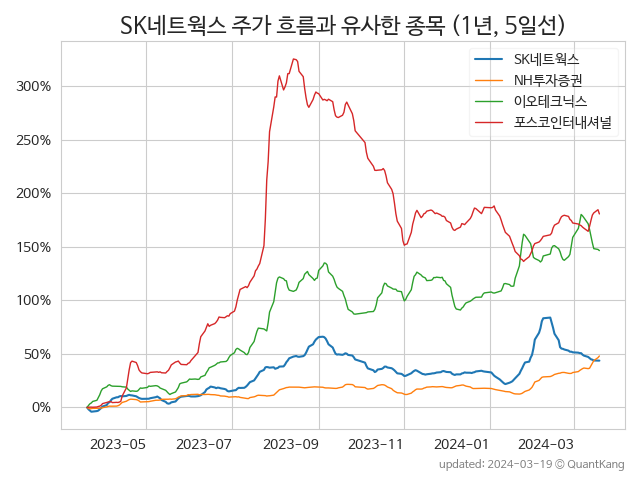 SK네트웍스 주가 흐름과 유사한 종목 (1년, 5일선)
SK네트웍스
NH투자증권
이오테크닉스
포스코인터내셔널
300%
250%
200%
150%
100%
50%
0%
2023-05 2023-07 2023-09 2023-11 2024-01 2024-03
updated: 2024-03-19 © QuantKang